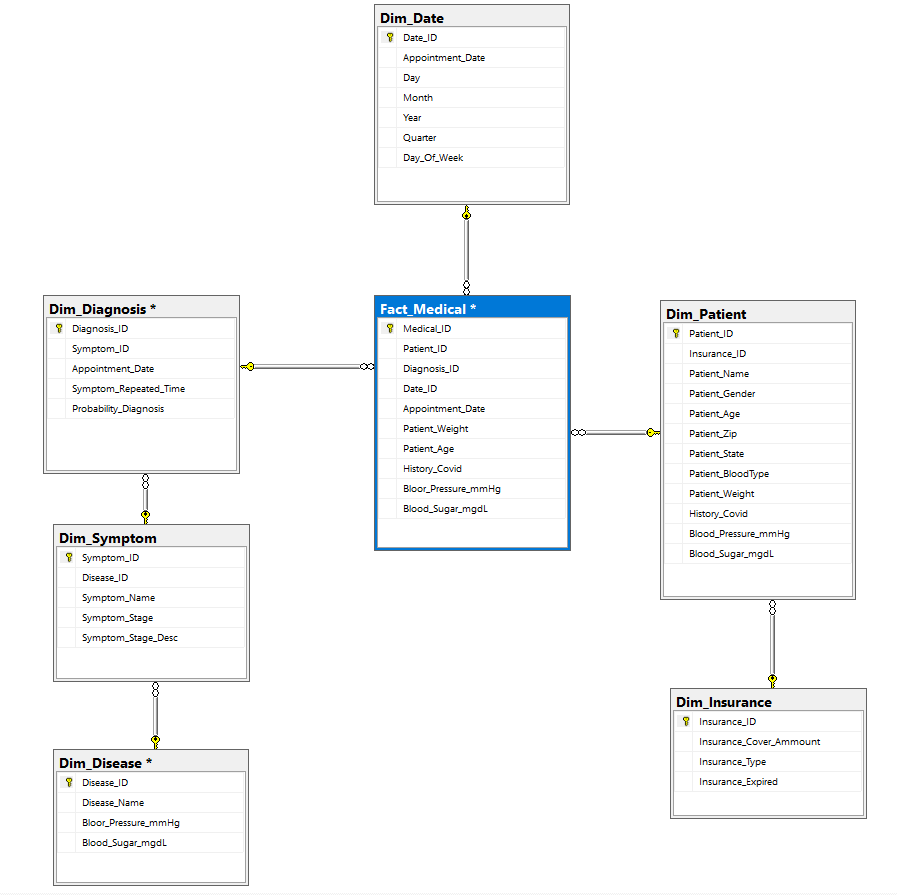 Dim_Date
Date_ID
Appointment_Date
Day
Month
Year
Quarter
Day_Of_Week
Dim_Diagnosis *
Diagnosis_ID
Symptom_ID
Appointment_Date
Symptom_Repeated_Time
Probability_Diagnosis
Fact_Medical *
Medical_ID
Patient_ID
Diagnosis_ID
Date_ID
Appointment_Date
Patient_Weight
Patient_Age
History_Covid
Bloor_Pressure_mmHg
Blood_Sugar_mgdL
Dim_Patient
Patient_ID
Insurance_ID
Patient_Name
Patient_Gender
Patient_Age
Patient_Zip
Patient_State
Patient_BloodType
Patient_Weight
History_Covid
Blood_Pressure_mmHg
Blood_Sugar_mgdL
Dim_Symptom
Symptom_ID
Disease_ID
Symptom_Name
Symptom_Stage
Symptom_Stage_Desc
Dim_Insurance
Insurance_ID
Insurance_Cover_Ammount
Insurance_Type
Insurance_Expired
Dim_Disease *
Disease_ID
Disease_Name
Bloor_Pressure_mmHg
Blood_Sugar_mgdL